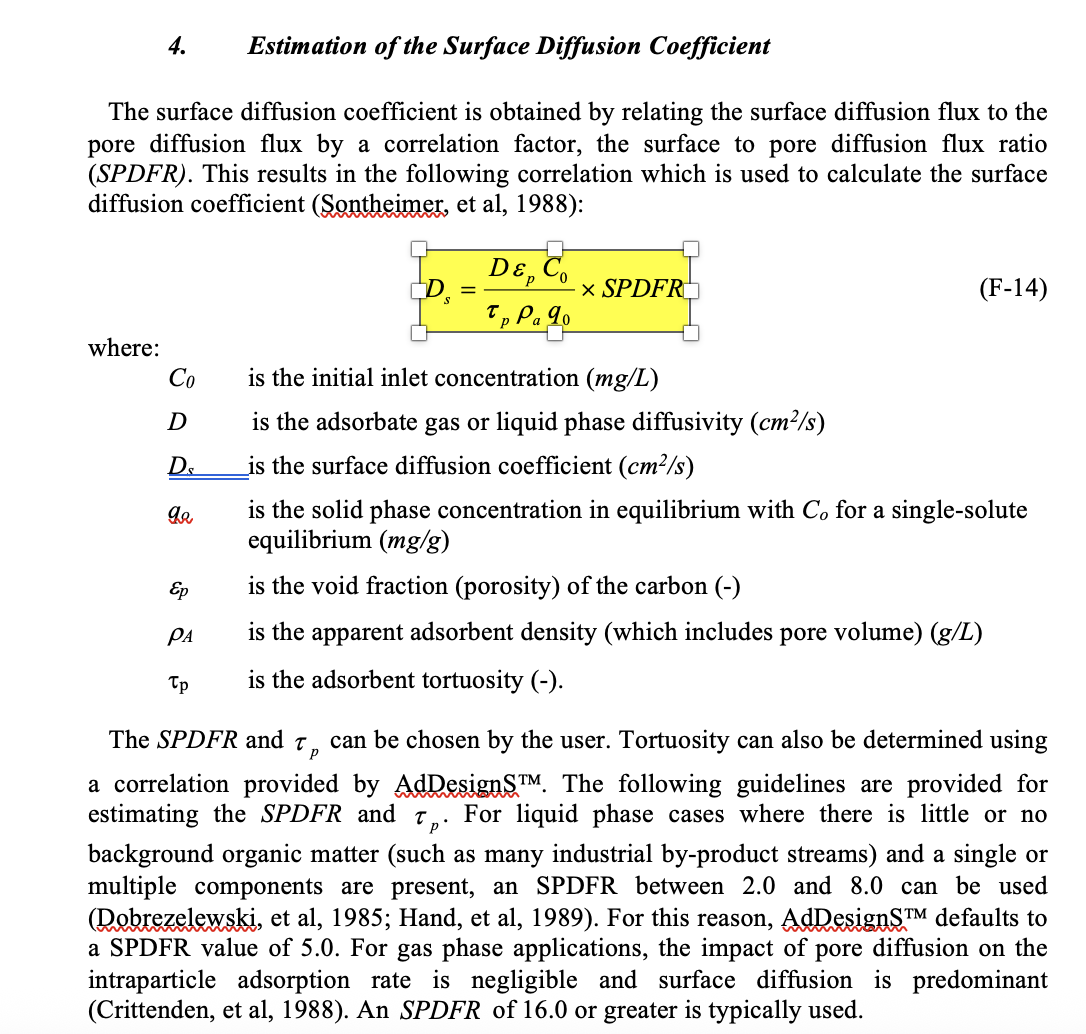 4. Estimation of the Surface Diffusion Coefficient
The surface diffusion coefficient is obtained by relating the surface diffusion flux to the
pore diffusion flux by a correlation factor, the surface to pore diffusion flux ratio
(SPDFR). This results in the following correlation which is used to calculate the surface
diffusion coefficient (Sontheimer, et al, 1988):
D_s = \frac{D ε_p C_0}{τ_p ρ_a q_0} × SPDFR (F-14)
where:
C_0 is the initial inlet concentration (mg/L)
D is the adsorbate gas or liquid phase diffusivity (cm²/s)
D_s is the surface diffusion coefficient (cm²/s)
q_o is the solid phase concentration in equilibrium with C_o for a single-solute
equilibrium (mg/g)
ε_p is the void fraction (porosity) of the carbon (-)
ρ_A is the apparent adsorbent density (which includes pore volume) (g/L)
τ_p is the adsorbent tortuosity (-).
The SPDFR and τ_p can be chosen by the user. Tortuosity can also be determined using
a correlation provided by AdDesignS™. The following guidelines are provided for
estimating the SPDFR and τ_p. For liquid phase cases where there is little or no
background organic matter (such as many industrial by-product streams) and a single or
multiple components are present, an SPDFR between 2.0 and 8.0 can be used
(Dobrezelewski, et al, 1985; Hand, et al, 1989). For this reason, AdDesignS™ defaults to
a SPDFR value of 5.0. For gas phase applications, the impact of pore diffusion on the
intraparticle adsorption rate is negligible and surface diffusion is predominant
(Crittenden, et al, 1988). An SPDFR of 16.0 or greater is typically used.